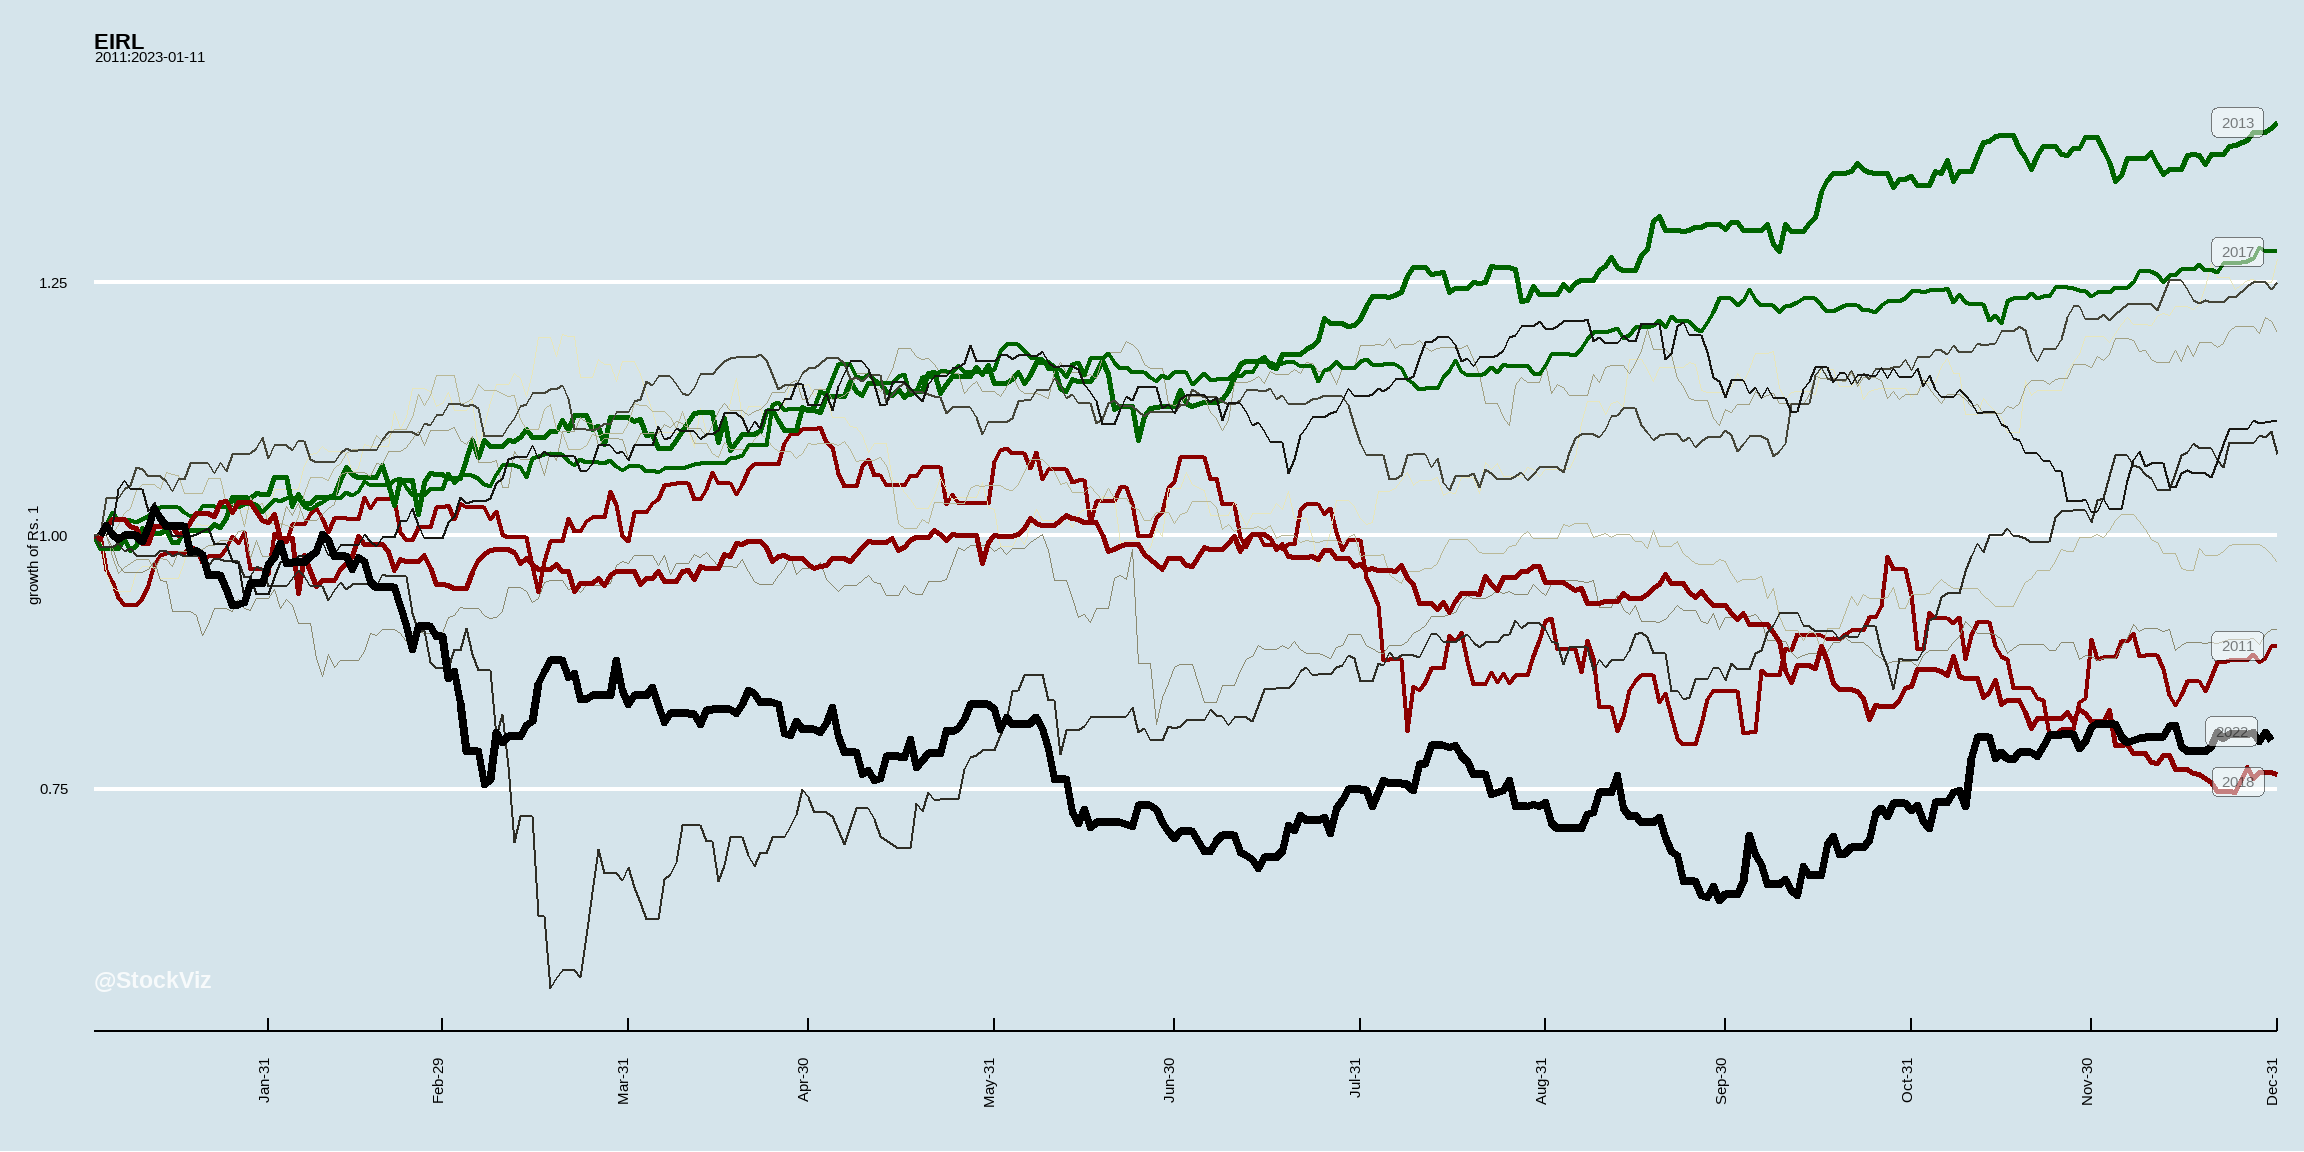 EIRL
2011:2023-01-11
2013
2017
1.25
growth of Rs. 1
1.00
2011
2022
2018
0.75
@StockViz
Jan-31
Feb-29
Mar-31
Apr-30
May-31
Jun-30
Jul-31
Aug-31
Sep-30
Oct-31
Nov-30
Dec-31